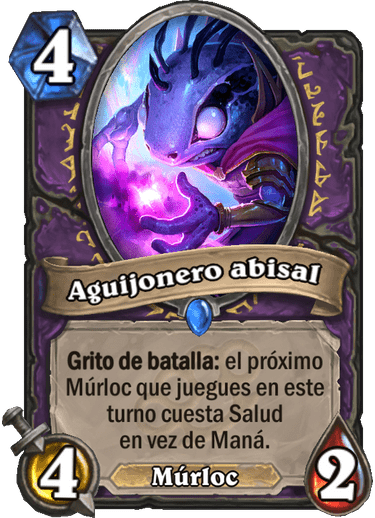 4
Aguijonero abisal
Grito de batalla: el próximo
Múrloc que juegues en este
turno cuesta Salud
en vez de Maná.
4
Múrloc
2